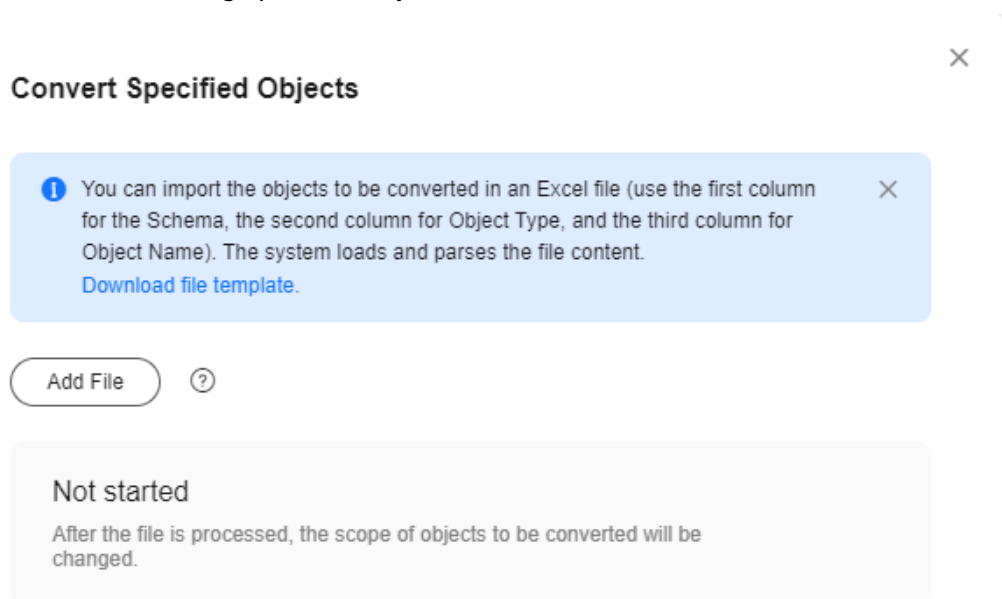 Convert Specified Objects
You can import the objects to be converted in an Excel file (use the first column
for the Schema, the second column for Object Type, and the third column for
Object Name). The system loads and parses the file content.
Download file template.
Add File
Not started
After the file is processed, the scope of objects to be converted will be
changed.